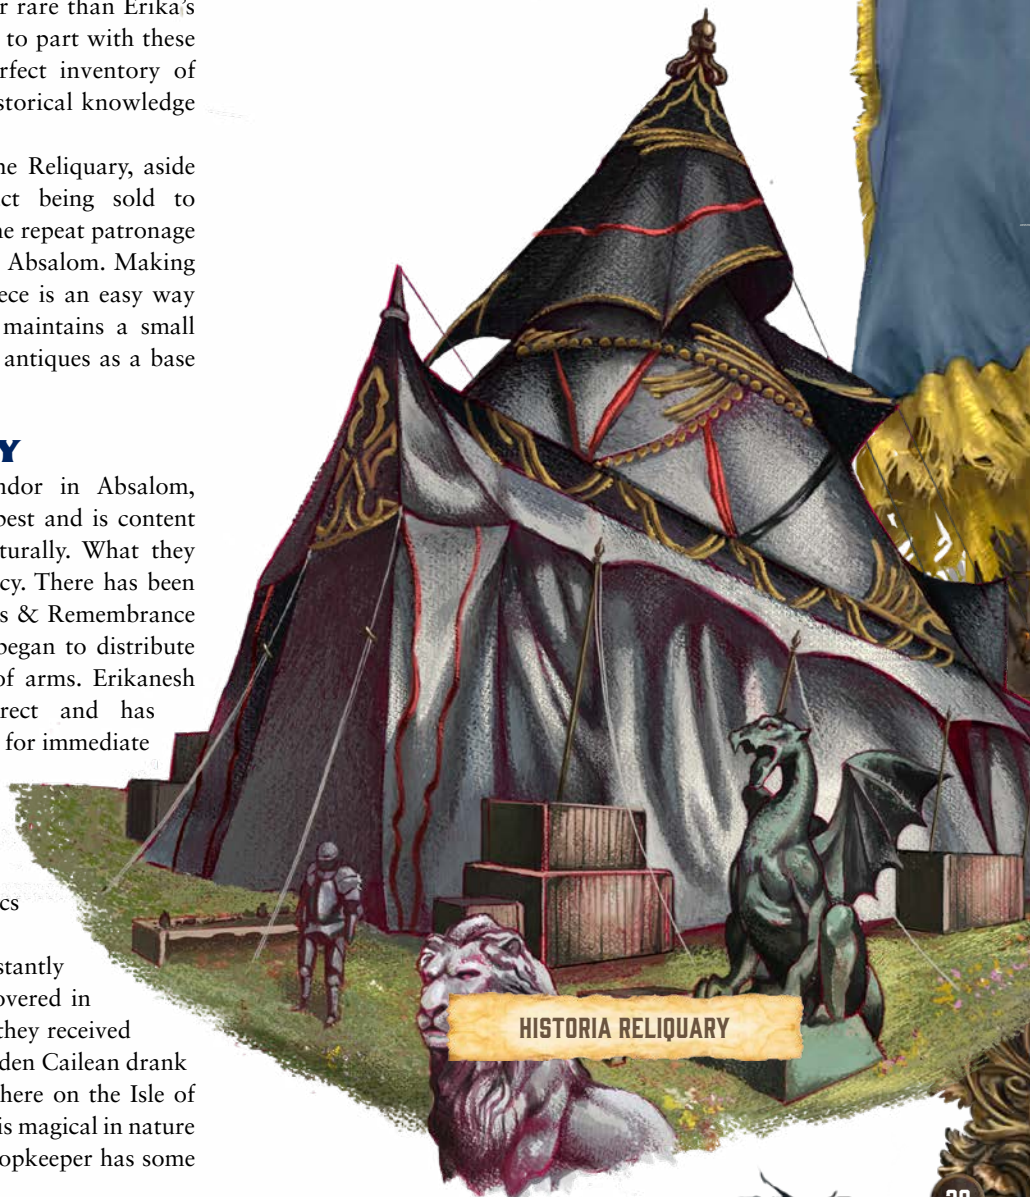 r rare than Erika's
to part with these
rfect inventory of
storical knowledge
ne Reliquary, aside
ct being sold to
ne repeat patronage
Absalom. Making
ece is an easy way
maintains a small
antiques as a base
Y
ndor in Absalom,
best and is content
turally. What they
cy. There has been
s & Remembrance
began to distribute
of arms. Erikanesh
rect and has
for immediate
cs
stantly
overed in
they received
den Cailean drank
here on the Isle of
is magical in nature
opkeeper has some
HISTORIA RELIQUARY